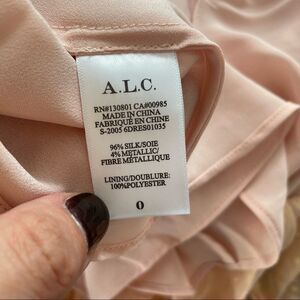 A.L.C.
RN#130801 CA#00985
MADE IN CHINA
FABRIQUÉ EN CHINE
S-2005 6DRES01035
96% SILK/SOIE
4% METALLIC/
FIBRE MÉTALLIQUE
LINING/DOUBLURE:
100%POLYESTER
0